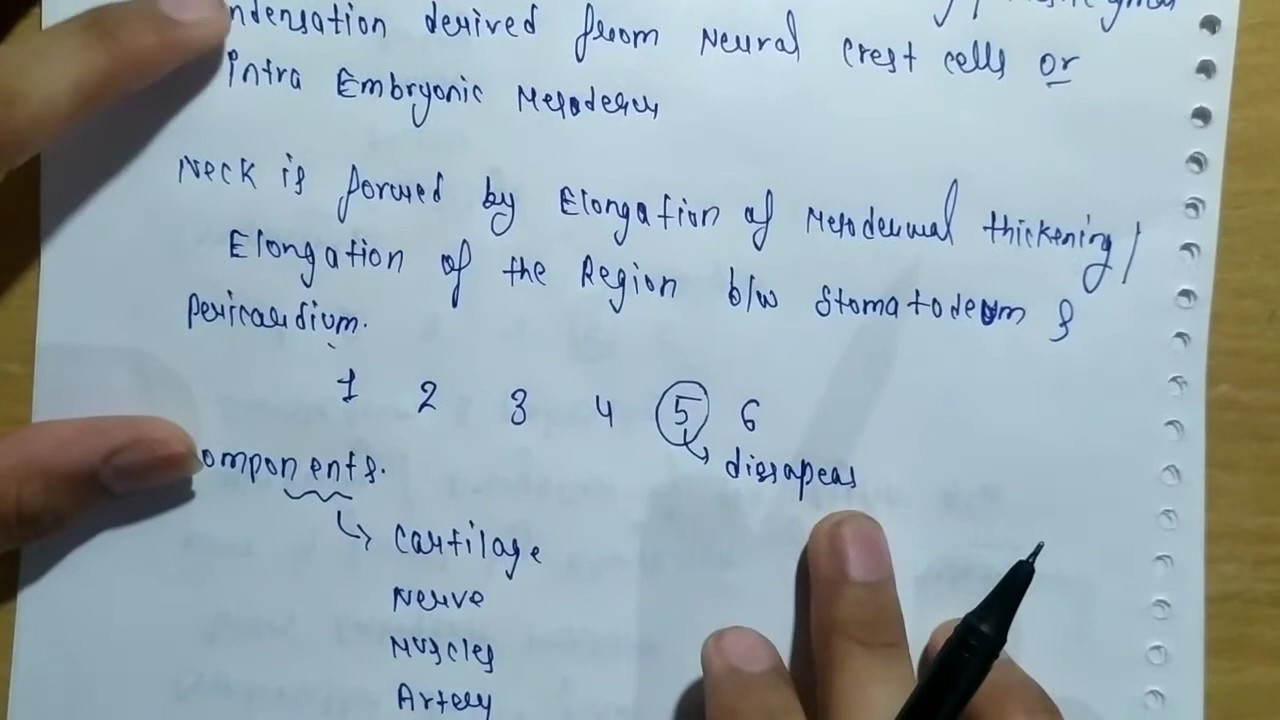 ndensation derived from Neural crest cells or
Intra Embryonic Mesoderm
Neck is formed by Elongation of Mesodermal thickening/
Elongation of the Region b/w Stomatodeum &
Pericardium.
1 2 3 4 5 6
dissapears
omponents.
Cartilage
Nerve
Muscles
Artery